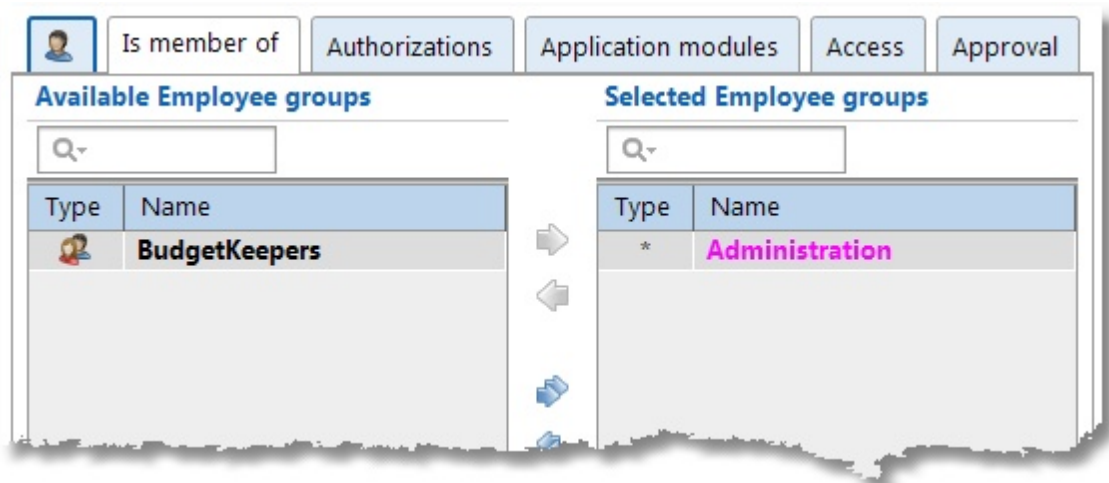 Is member of Authorizations Application modules Access Approval
Available Employee groups Selected Employee groups
Type Name Type Name
BudgetKeepers * Administration